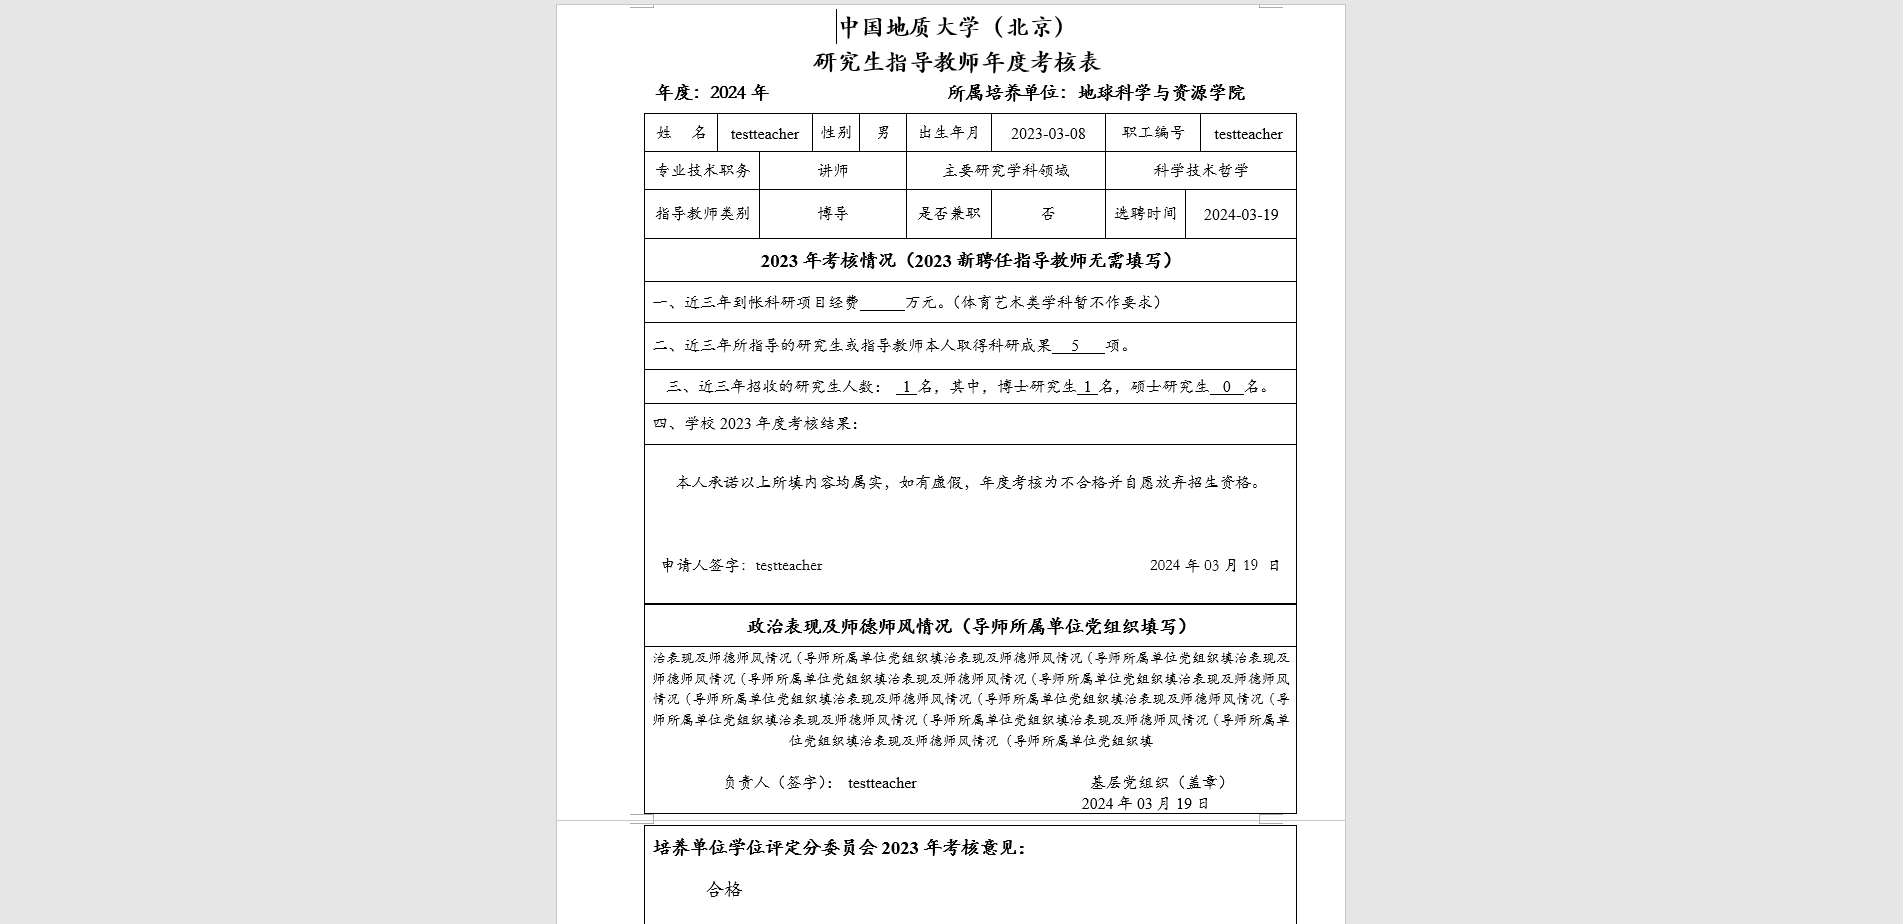 中国地质大学（北京）
研究生指导教师年度考核表
年度：2024 年 所属培养单位：地球科学与资源学院
姓 名 testteacher 性别 男 出生年月 2023-03-08 职工编号 testteacher
专业技术职务 讲师 主要研究学科领域 科学技术哲学
指导教师类别 博导 是否兼职 否 选聘时间 2024-03-19
2023 年考核情况（2023 新聘任指导教师无需填写）
一、近三年到帐科研项目经费_____万元。（体育艺术类学科暂不作要求）
二、近三年所指导的研究生或指导教师本人取得科研成果 5 项。
三、近三年招收的研究生人数： 1 名，其中，博士研究生 1 名，硕士研究生 0 名。
四、学校 2023 年度考核结果：
本人承诺以上所填内容均属实，如有虚假，年度考核为不合格并自愿放弃招生资格。
申请人签字：testteacher 2024 年 03 月 19 日
政治表现及师德师风情况（导师所属单位党组织填写）
治表现及师德师风情况（导师所属单位党组织填治表现及师德师风情况（导师所属单位党组织填治表现及
师德师风情况（导师所属单位党组织填治表现及师德师风情况（导师所属单位党组织填治表现及师德师风
情况（导师所属单位党组织填治表现及师德师风情况（导师所属单位党组织填治表现及师德师风情况（导
师所属单位党组织填治表现及师德师风情况（导师所属单位党组织填治表现及师德师风情况（导师所属单
位党组织填治表现及师德师风情况（导师所属单位党组织填
负责人（签字）： testteacher 基层党组织（盖章）
2024 年 03 月 19 日
培养单位学位评定分委员会 2023 年考核意见：
合格